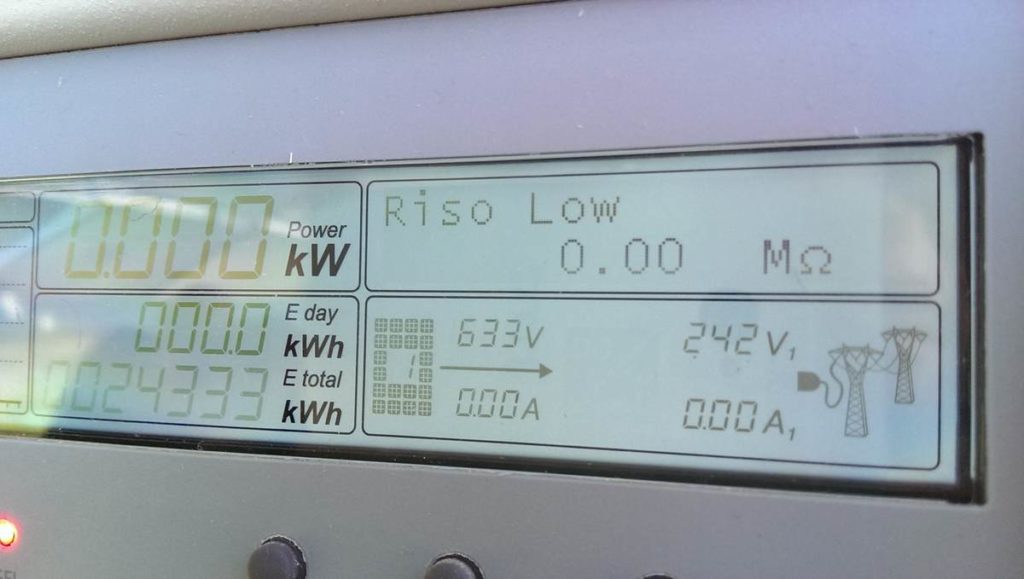 0.000 Power kW
Riso Low
0.00 MΩ
000.0 E day kWh
0024333 E total kWh
1
633V
0.00A
242V1
0.00A1